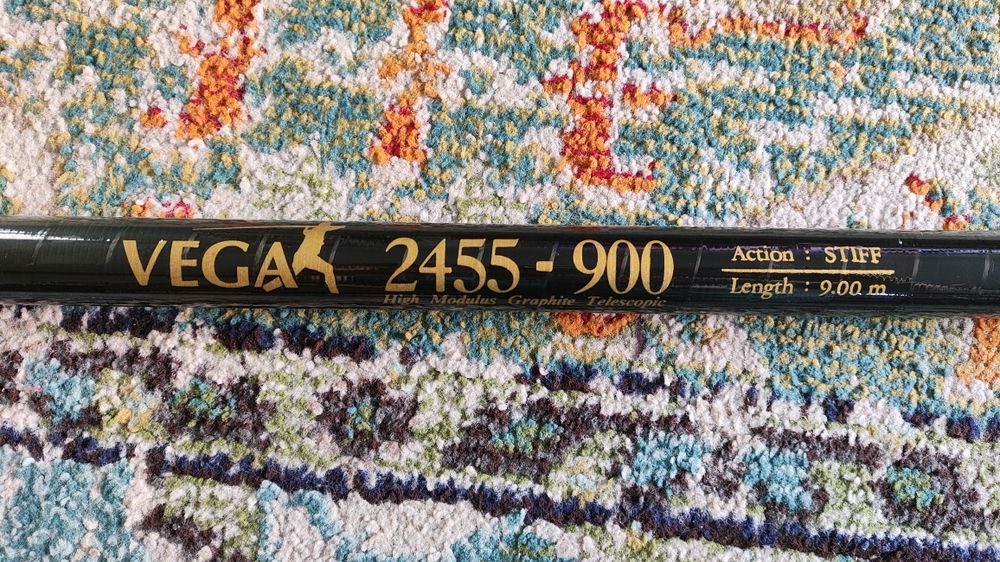 VEGA 2455 - 900
High Modulus Graphite Telescopic
Action : STIFF
Length : 9.00 m